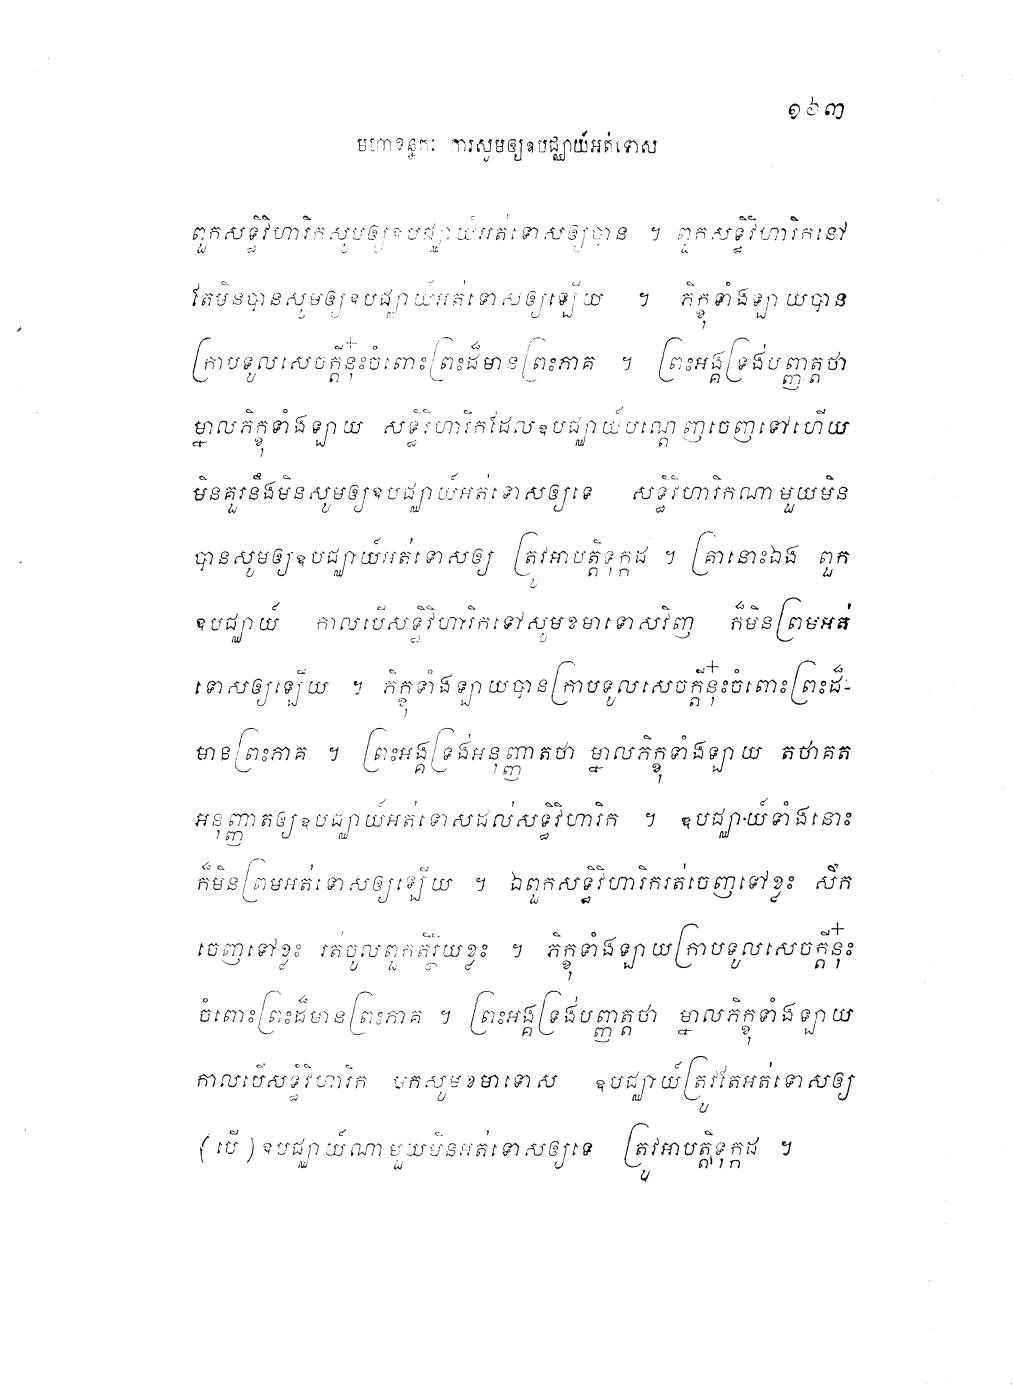 ១៦៣
មហាខន្ធកៈ ការសូមឲ្យឧបជ្ឈាយ៍អត់ទោស
ពួកសទ្ធិវិហារិកសូមឲ្យឧបជ្ឈាយ៍អត់ទោសឲ្យបាន ។ ពួកសទ្ធិវិហារិកនៅ
តែមិនបានសូមឲ្យឧបជ្ឈាយ៍អត់ទោសឲ្យឡើយ ។ ភិក្ខុទាំងឡាយបាន
ក្រាបទូលសេចក្តីនុ៎ះចំពោះព្រះដ៏មានព្រះភាគ ។ ព្រះអង្គទ្រង់បញ្ញត្តថា
ម្នាលភិក្ខុទាំងឡាយ សទ្ធិវិហារិកដែលឧបជ្ឈាយ៍បណ្តេញចេញទៅហើយ
មិនគួរនឹងមិនសូមឲ្យឧបជ្ឈាយ៍អត់ទោសឲ្យទេ សទ្ធិវិហារិកណាមួយមិន
បានសូមឲ្យឧបជ្ឈាយ៍អត់ទោសឲ្យ ត្រូវអាបត្តិទុក្កដ ។ គ្រានោះឯង ពួក
ឧបជ្ឈាយ៍ កាលបើសទ្ធិវិហារិកទៅសូមខមាទោសវិញ ក៏មិនព្រមអត់
ទោសឲ្យឡើយ ។ ភិក្ខុទាំងឡាយបានក្រាបទូលសេចក្តីនុ៎ះចំពោះព្រះដ៏-
មានព្រះភាគ ។ ព្រះអង្គទ្រង់អនុញ្ញាតថា ម្នាលភិក្ខុទាំងឡាយ តថាគត
អនុញ្ញាតឲ្យឧបជ្ឈាយ៍អត់ទោសដល់សទ្ធិវិហារិក ។ ឧបជ្ឈាយ៍ទាំងនោះ
ក៏មិនព្រមអត់ទោសឲ្យឡើយ ។ ឯពួកសទ្ធិវិហារិករត់ចេញទៅខ្លះ សឹក
ចេញទៅខ្លះ រត់ចូលពួកតិរ្ថិយខ្លះ ។ ភិក្ខុទាំងឡាយក្រាបទូលសេចក្តីនុ៎ះ
ចំពោះព្រះដ៏មានព្រះភាគ ។ ព្រះអង្គទ្រង់បញ្ញត្តថា ម្នាលភិក្ខុទាំងឡាយ
កាលបើសទ្ធិវិហារិក មកសូមខមាទោស ឧបជ្ឈាយ៍ត្រូវតែអត់ទោសឲ្យ
(បើ) ឧបជ្ឈាយ៍ណាមួយមិនអត់ទោសឲ្យទេ ត្រូវអាបត្តិទុក្កដ ។